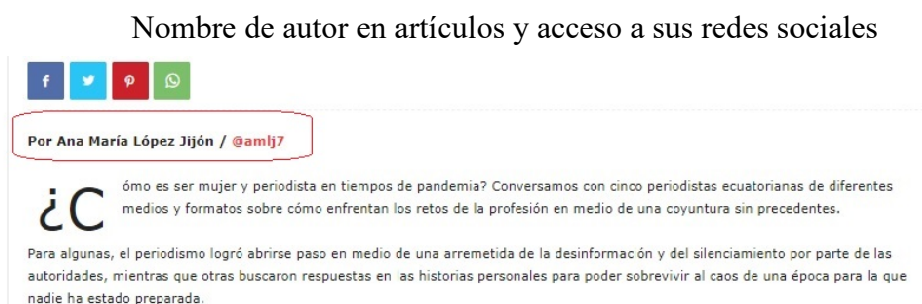 Nombre de autor en artículos y acceso a sus redes sociales
Por Ana María López Jijón / @amlj7
¿Cómo es ser mujer y periodista en tiempos de pandemia? Conversamos con cinco periodistas ecuatorianas de diferentes
medios y formatos sobre cómo enfrentan los retos de la profesión en medio de una coyuntura sin precedentes.
Para algunas, el periodismo logró abrirse paso en medio de una arremetida de la desinformación y del silenciamiento por parte de las
autoridades, mientras que otras buscaron respuestas en las historias personales para poder sobrevivir al caos de una época para la que
nadie ha estado preparada.